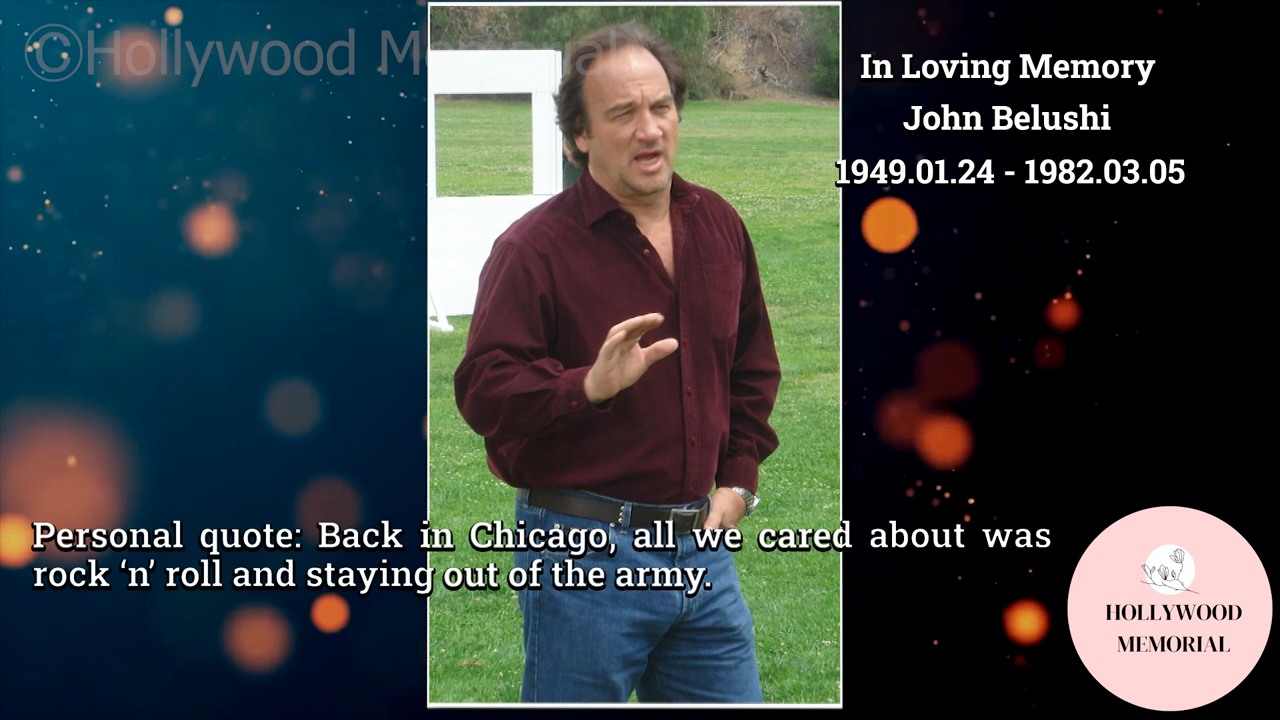 ©Hollywood Memorial
In Loving Memory
John Belushi
1949.01.24 - 1982.03.05
Personal quote: Back in Chicago, all we cared about was
rock ‘n’ roll and staying out of the army.
HOLLYWOOD
MEMORIAL